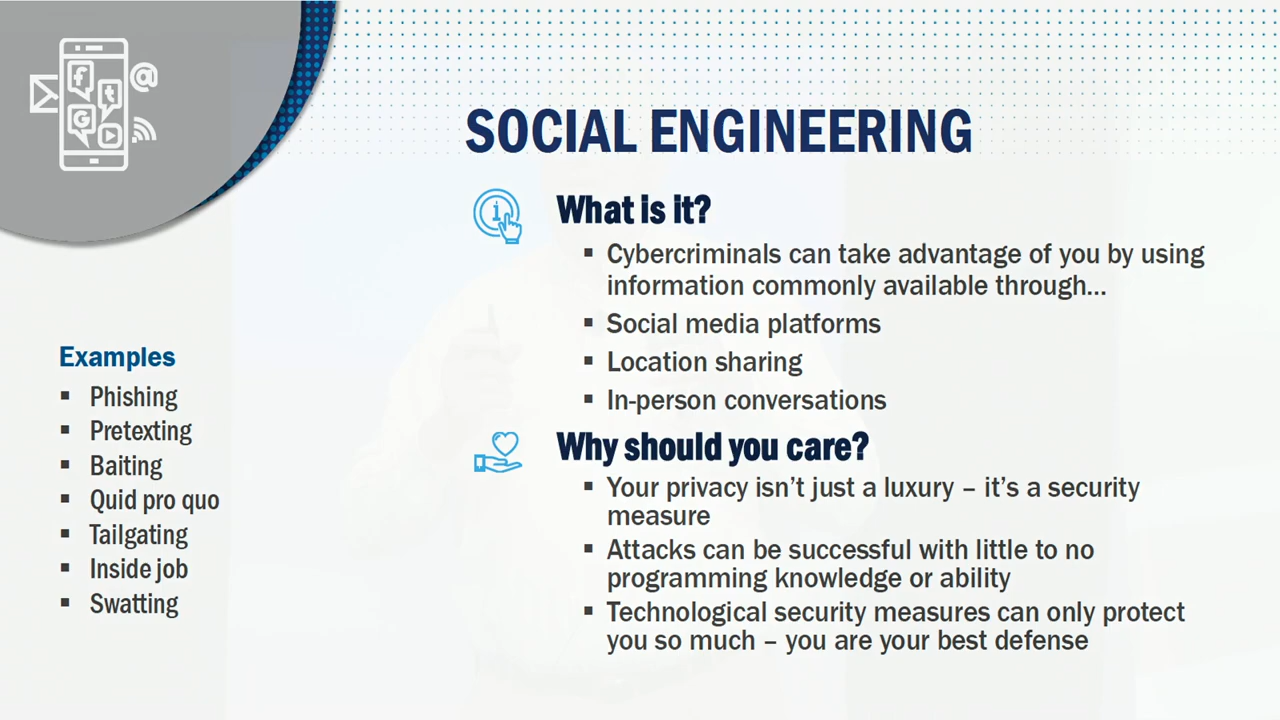 SOCIAL ENGINEERING
What is it?
▪ Cybercriminals can take advantage of you by using
information commonly available through...
▪ Social media platforms
▪ Location sharing
▪ In-person conversations
Why should you care?
▪ Your privacy isn't just a luxury – it's a security
measure
▪ Attacks can be successful with little to no
programming knowledge or ability
▪ Technological security measures can only protect
you so much – you are your best defense
Examples
▪ Phishing
▪ Pretexting
▪ Baiting
▪ Quid pro quo
▪ Tailgating
▪ Inside job
▪ Swatting